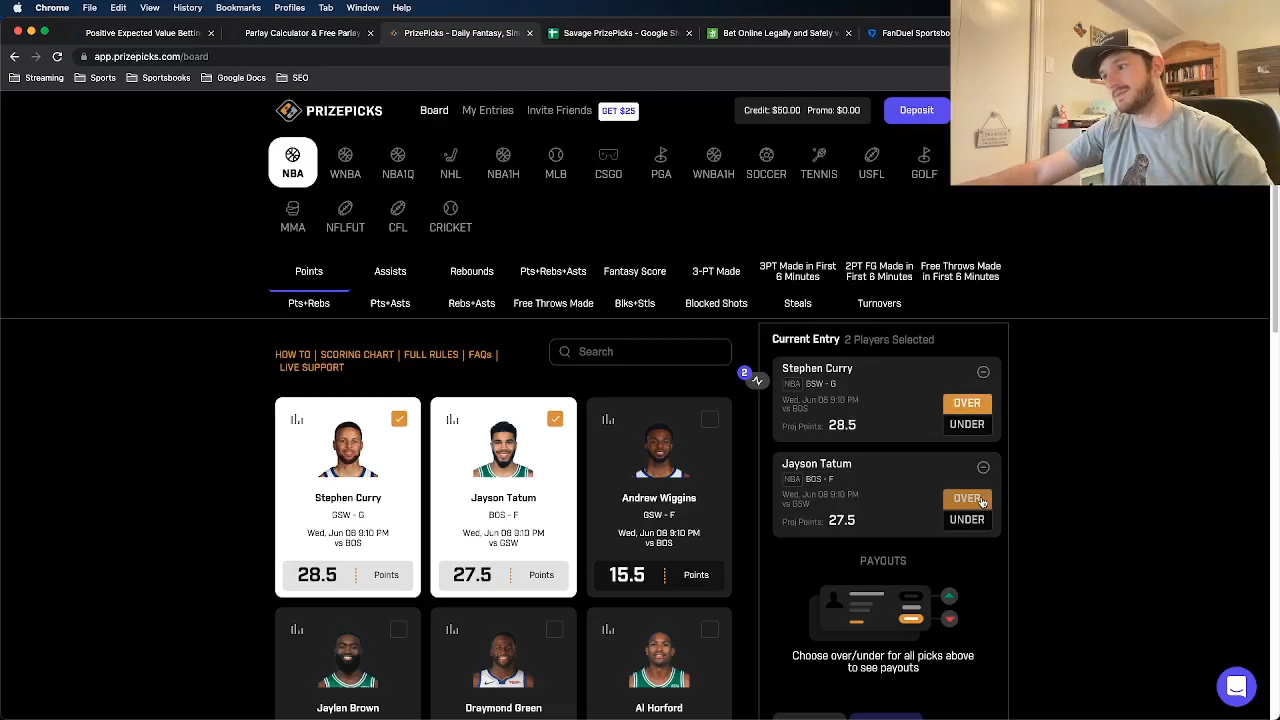 Chrome File Edit View History Bookmarks Profiles Tab Window Help
Positive Expected Value Bettin × Parlay Calculator & Free Parlay × PrizePicks - Daily Fantasy, Sim × Savage PrizePicks - Google Sh × Bet Online Legally and Safely v × FanDuel Sportsbo
app.prizepicks.com/board
Streaming Sports Sportsbooks Google Docs SEO
PRIZEPICKS Board My Entries Invite Friends GET $25 Credit: $50.00 Promo: $0.00 Deposit
NBA WNBA NBA1Q NHL NBA1H MLB CSGO PGA WNBA1H SOCCER TENNIS USFL GOLF
MMA NFLFUT CFL CRICKET
Points Assists Rebounds Pts+Rebs+Asts Fantasy Score 3-PT Made 3PT Made in First 6 Minutes 2PT FG Made in First 6 Minutes Free Throws Made in First 6 Minutes
Pts+Rebs Pts+Asts Rebs+Asts Free Throws Made Blks+Stls Blocked Shots Steals Turnovers
HOW TO | SCORING CHART | FULL RULES | FAQs |
LIVE SUPPORT
Search
Stephen Curry
GSW - G
Wed, Jun 08 9:10 PM
vs BOS
28.5 Points
Jayson Tatum
BOS - F
Wed, Jun 08 9:10 PM
vs GSW
27.5 Points
Andrew Wiggins
GSW - F
Wed, Jun 08 9:10 PM
vs BOS
15.5 Points
Jaylen Brown
Draymond Green
Al Horford
Current Entry 2 Players Selected
2
Stephen Curry
NBA GSW - G
Wed, Jun 08 9:10 PM
vs BOS
Proj Points: 28.5
OVER
UNDER
Jayson Tatum
NBA BOS - F
Wed, Jun 08 9:10 PM
vs GSW
Proj Points: 27.5
OVER
UNDER
PAYOUTS
Choose over/under for all picks above
to see payouts